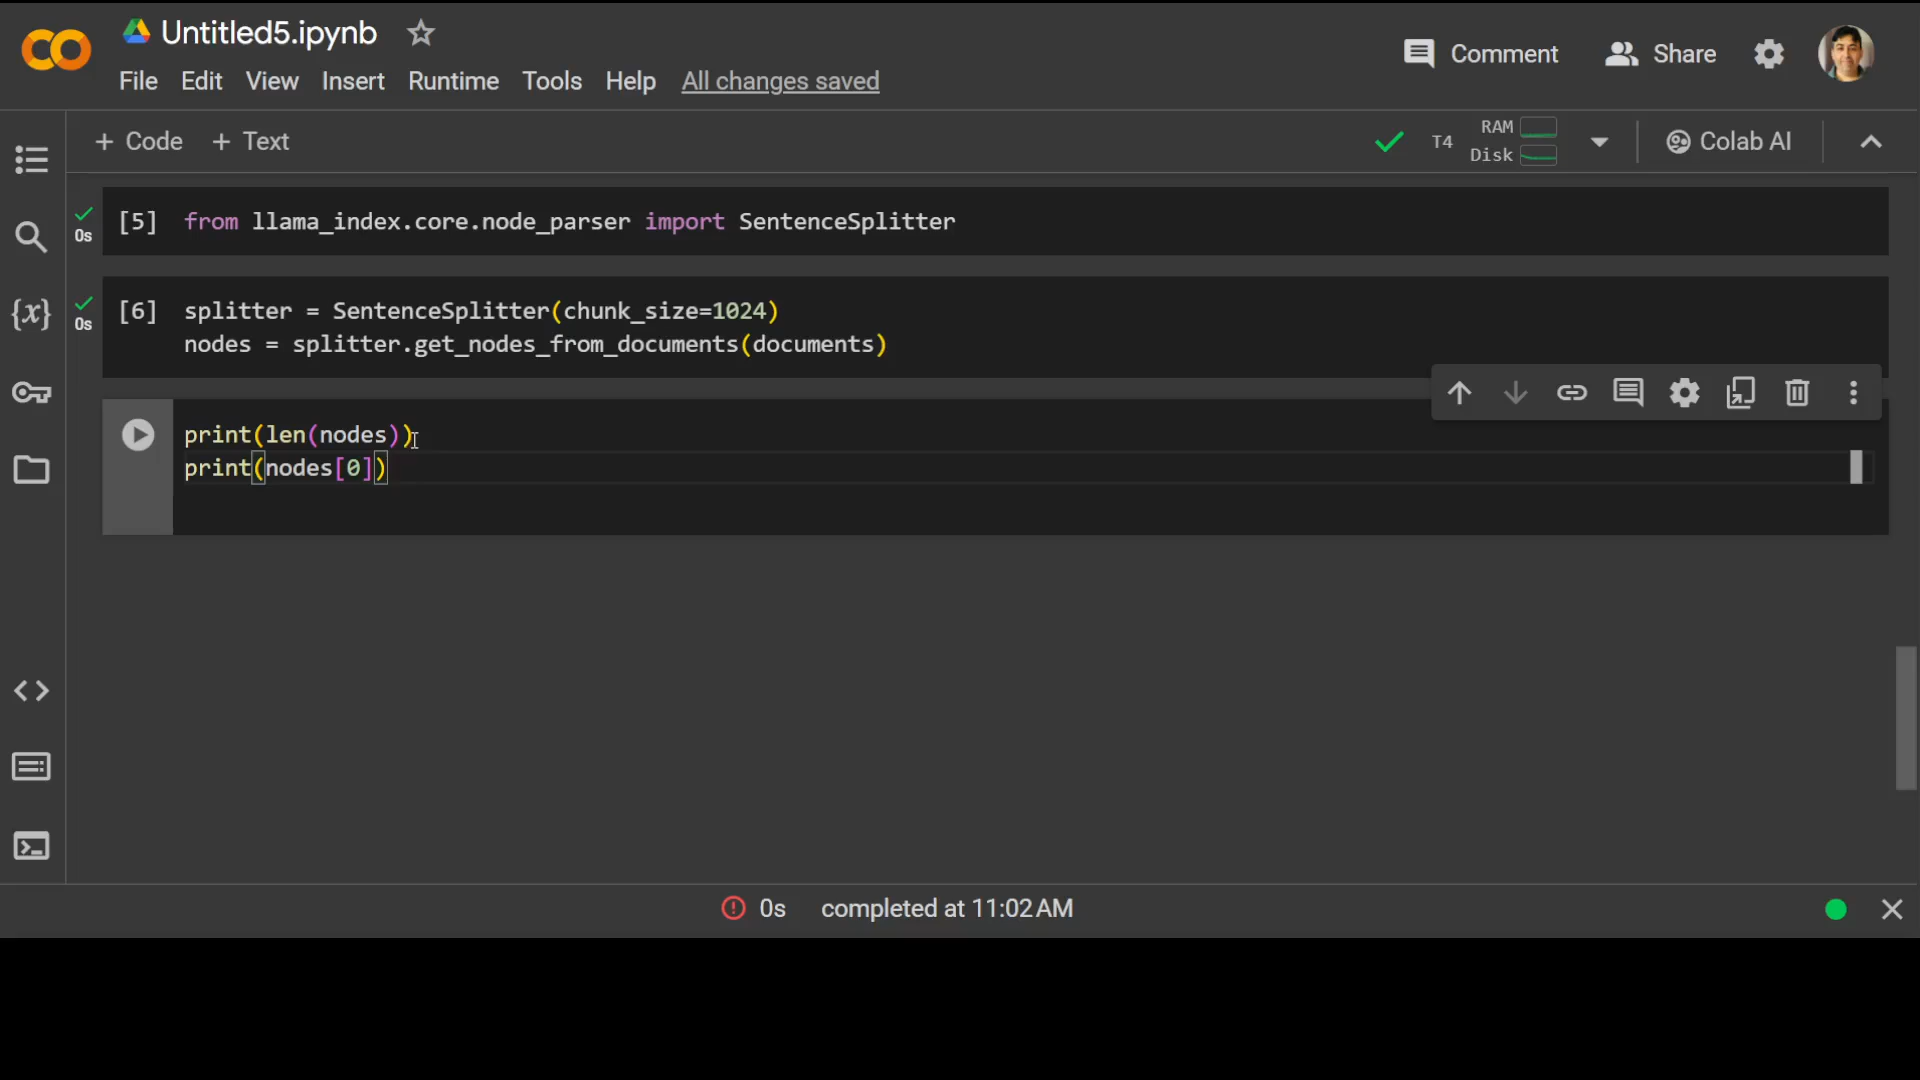 Untitled5.ipynb
Comment
Share
File Edit View Insert Runtime Tools Help All changes saved
+ Code + Text
T4
RAM
Disk
Colab AI
0s
[5] from llama_index.core.node_parser import SentenceSplitter
0s
[6] splitter = SentenceSplitter(chunk_size=1024)
nodes = splitter.get_nodes_from_documents(documents)
print(len(nodes))
print(nodes[0])
{x}
0s completed at 11:02 AM